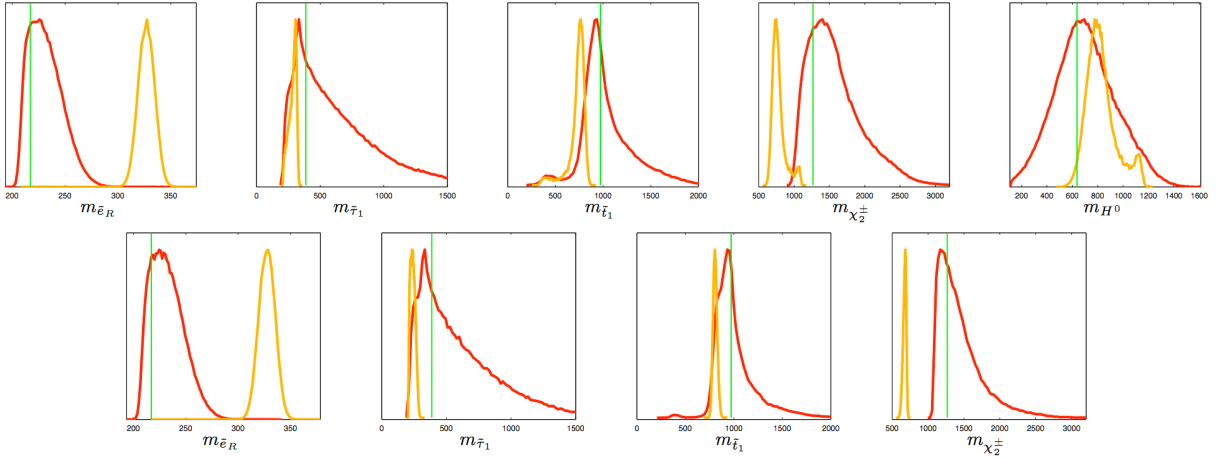 200 250 300 350
0 500 1000 1500
0 500 1000 1500 2000
500 1000 1500 2000 2500 3000
200 400 600 800 1000 1200 1400 1600
m_{\tilde{e}_R} m_{\tilde{\tau}_1} m_{\tilde{t}_1} m_{\chi_2^\pm} m_{H^0}
200 250 300 350
0 500 1000 1500
0 500 1000 1500 2000
500 1000 1500 2000 2500 3000
m_{\tilde{e}_R} m_{\tilde{\tau}_1} m_{\tilde{t}_1} m_{\chi_2^\pm}